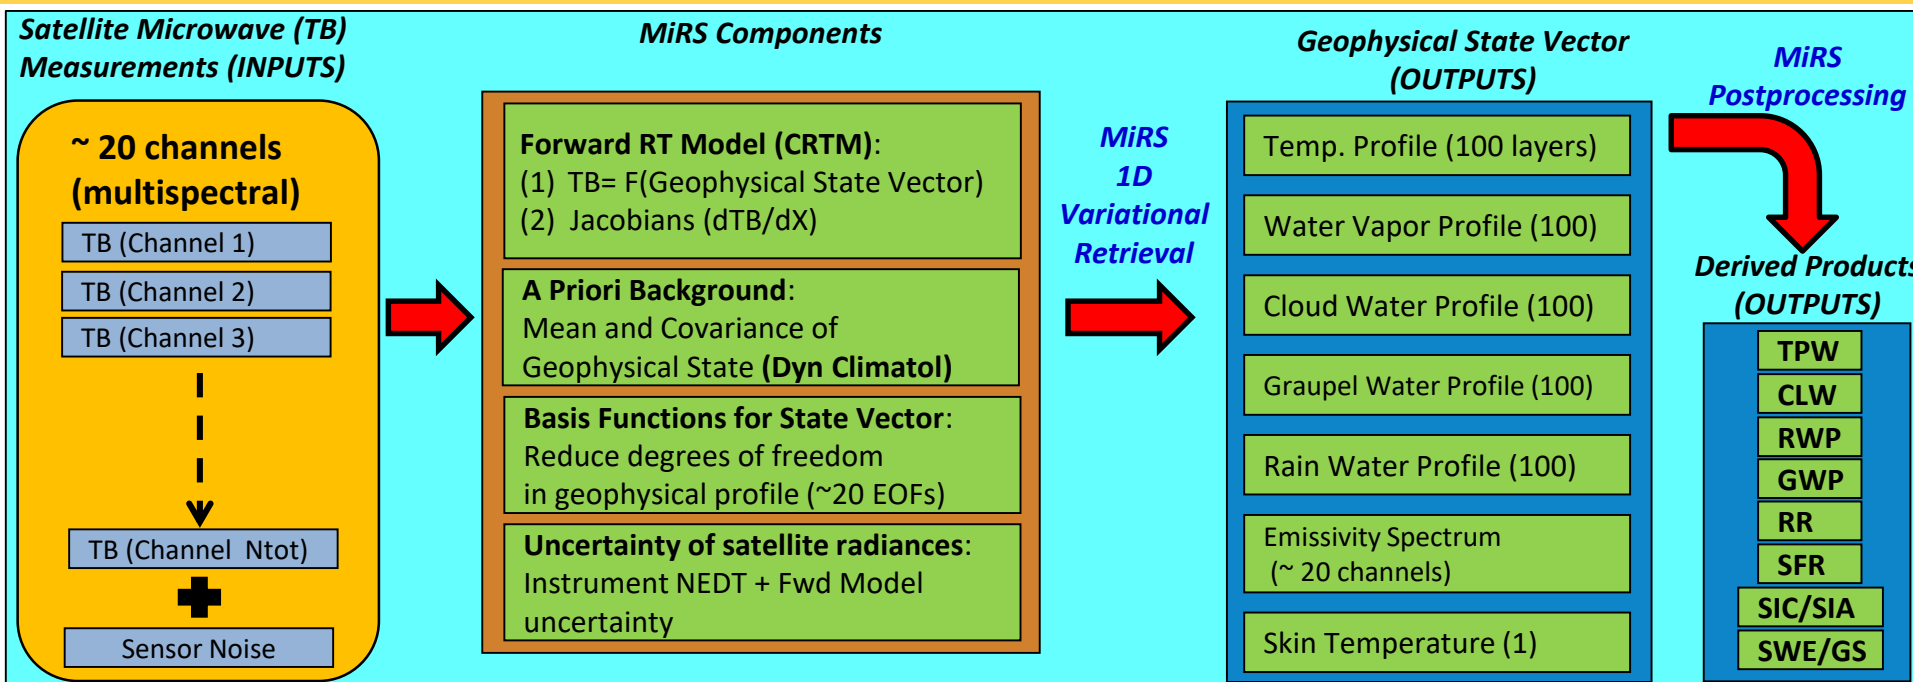 Satellite Microwave (TB)
Measurements (INPUTS)
~ 20 channels
(multispectral)
TB (Channel 1)
TB (Channel 2)
TB (Channel 3)
TB (Channel Ntot)
Sensor Noise
MiRS Components
Forward RT Model (CRTM):
(1) TB= F(Geophysical State Vector)
(2) Jacobians (dTB/dX)
A Priori Background:
Mean and Covariance of
Geophysical State (Dyn Climatol)
Basis Functions for State Vector:
Reduce degrees of freedom
in geophysical profile (~20 EOFs)
Uncertainty of satellite radiances:
Instrument NEDT + Fwd Model
uncertainty
MiRS
1D
Variational
Retrieval
Geophysical State Vector
(OUTPUTS)
Temp. Profile (100 layers)
Water Vapor Profile (100)
Cloud Water Profile (100)
Graupel Water Profile (100)
Rain Water Profile (100)
Emissivity Spectrum
(~ 20 channels)
Skin Temperature (1)
MiRS
Postprocessing
Derived Products
(OUTPUTS)
TPW
CLW
RWP
GWP
RR
SFR
SIC/SIA
SWE/GS